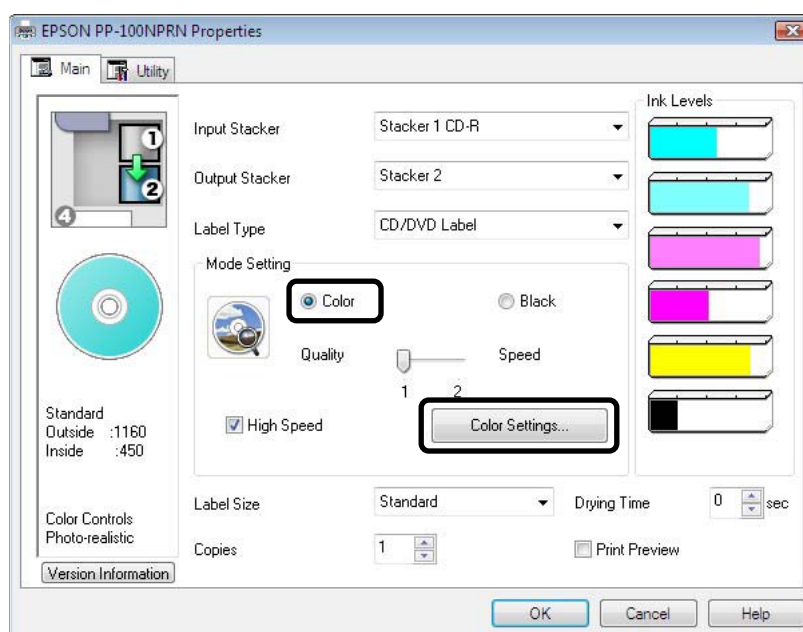 EPSON PP-100NPRN Properties
Main
Utility
1
2
4
Standard
Outside :1160
Inside :450
Color Controls
Photo-realistic
Version Information
Input Stacker
Stacker 1 CD-R
Output Stacker
Stacker 2
Label Type
CD/DVD Label
Mode Setting
Color
Black
Quality
Speed
1 2
High Speed
Color Settings...
Label Size
Standard
Drying Time
0
sec
Copies
1
Print Preview
Ink Levels
OK
Cancel
Help